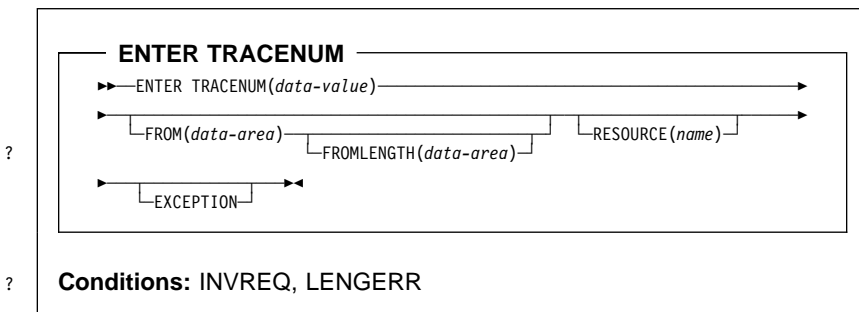 ENTER TRACENUM
ENTER TRACENUM(data-value)
FROM(data-area) RESOURCE(name)
? FROMLENGTH(data-area)
EXCEPTION
? Conditions: INVREQ, LENGERR